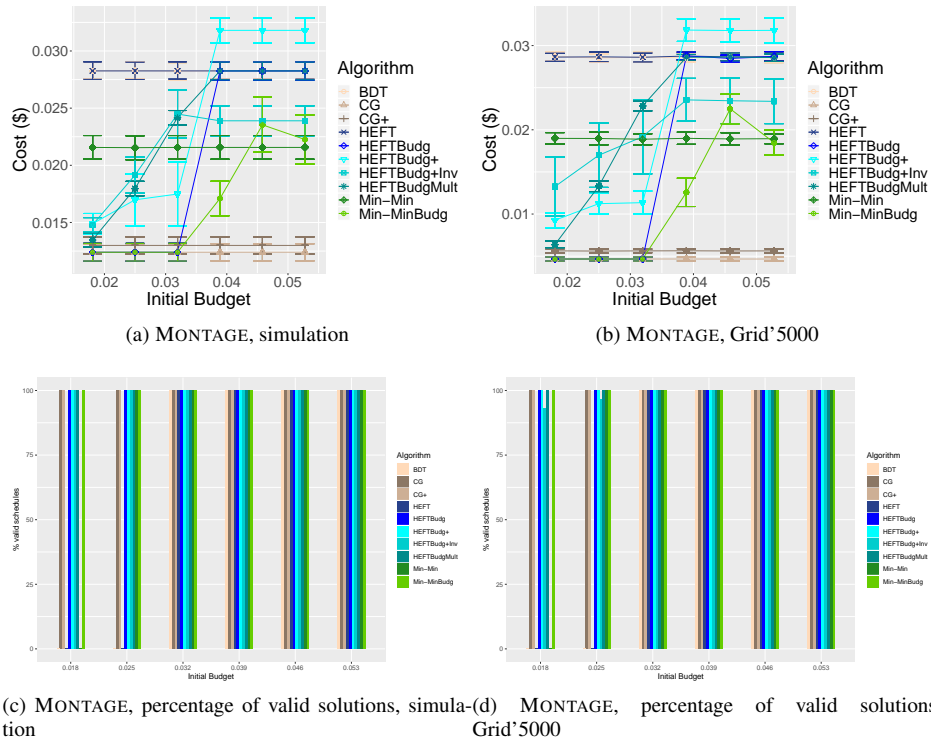 0.030
0.025
0.020
0.015
Cost ($)
0.02
0.03
0.04
0.05
Initial Budget
Algorithm
BDT
CG
CG+
HEFT
HEFTBudg
HEFTBudg+
HEFTBudg+Inv
HEFTBudgMult
Min−Min
Min−MinBudg
(a) MONTAGE, simulation
0.03
0.02
0.01
Cost ($)
0.02
0.03
0.04
0.05
Initial Budget
Algorithm
BDT
CG
CG+
HEFT
HEFTBudg
HEFTBudg+
HEFTBudg+Inv
HEFTBudgMult
Min−Min
Min−MinBudg
(b) MONTAGE, Grid'5000
100
75
50
25
0
% valid schedules
0.018
0.025
0.032
0.039
0.046
0.053
Initial Budget
Algorithm
BDT
CG
CG+
HEFT
HEFTBudg
HEFTBudg+
HEFTBudg+Inv
HEFTBudgMult
Min−Min
Min−MinBudg
(c) MONTAGE, percentage of valid solutions, simula-
tion
100
75
50
25
0
% valid schedules
0.018
0.025
0.032
0.039
0.046
0.053
Initial Budget
Algorithm
BDT
CG
CG+
HEFT
HEFTBudg
HEFTBudg+
HEFTBudg+Inv
HEFTBudgMult
Min−Min
Min−MinBudg
(d) MONTAGE, percentage of valid solutions
Grid'5000